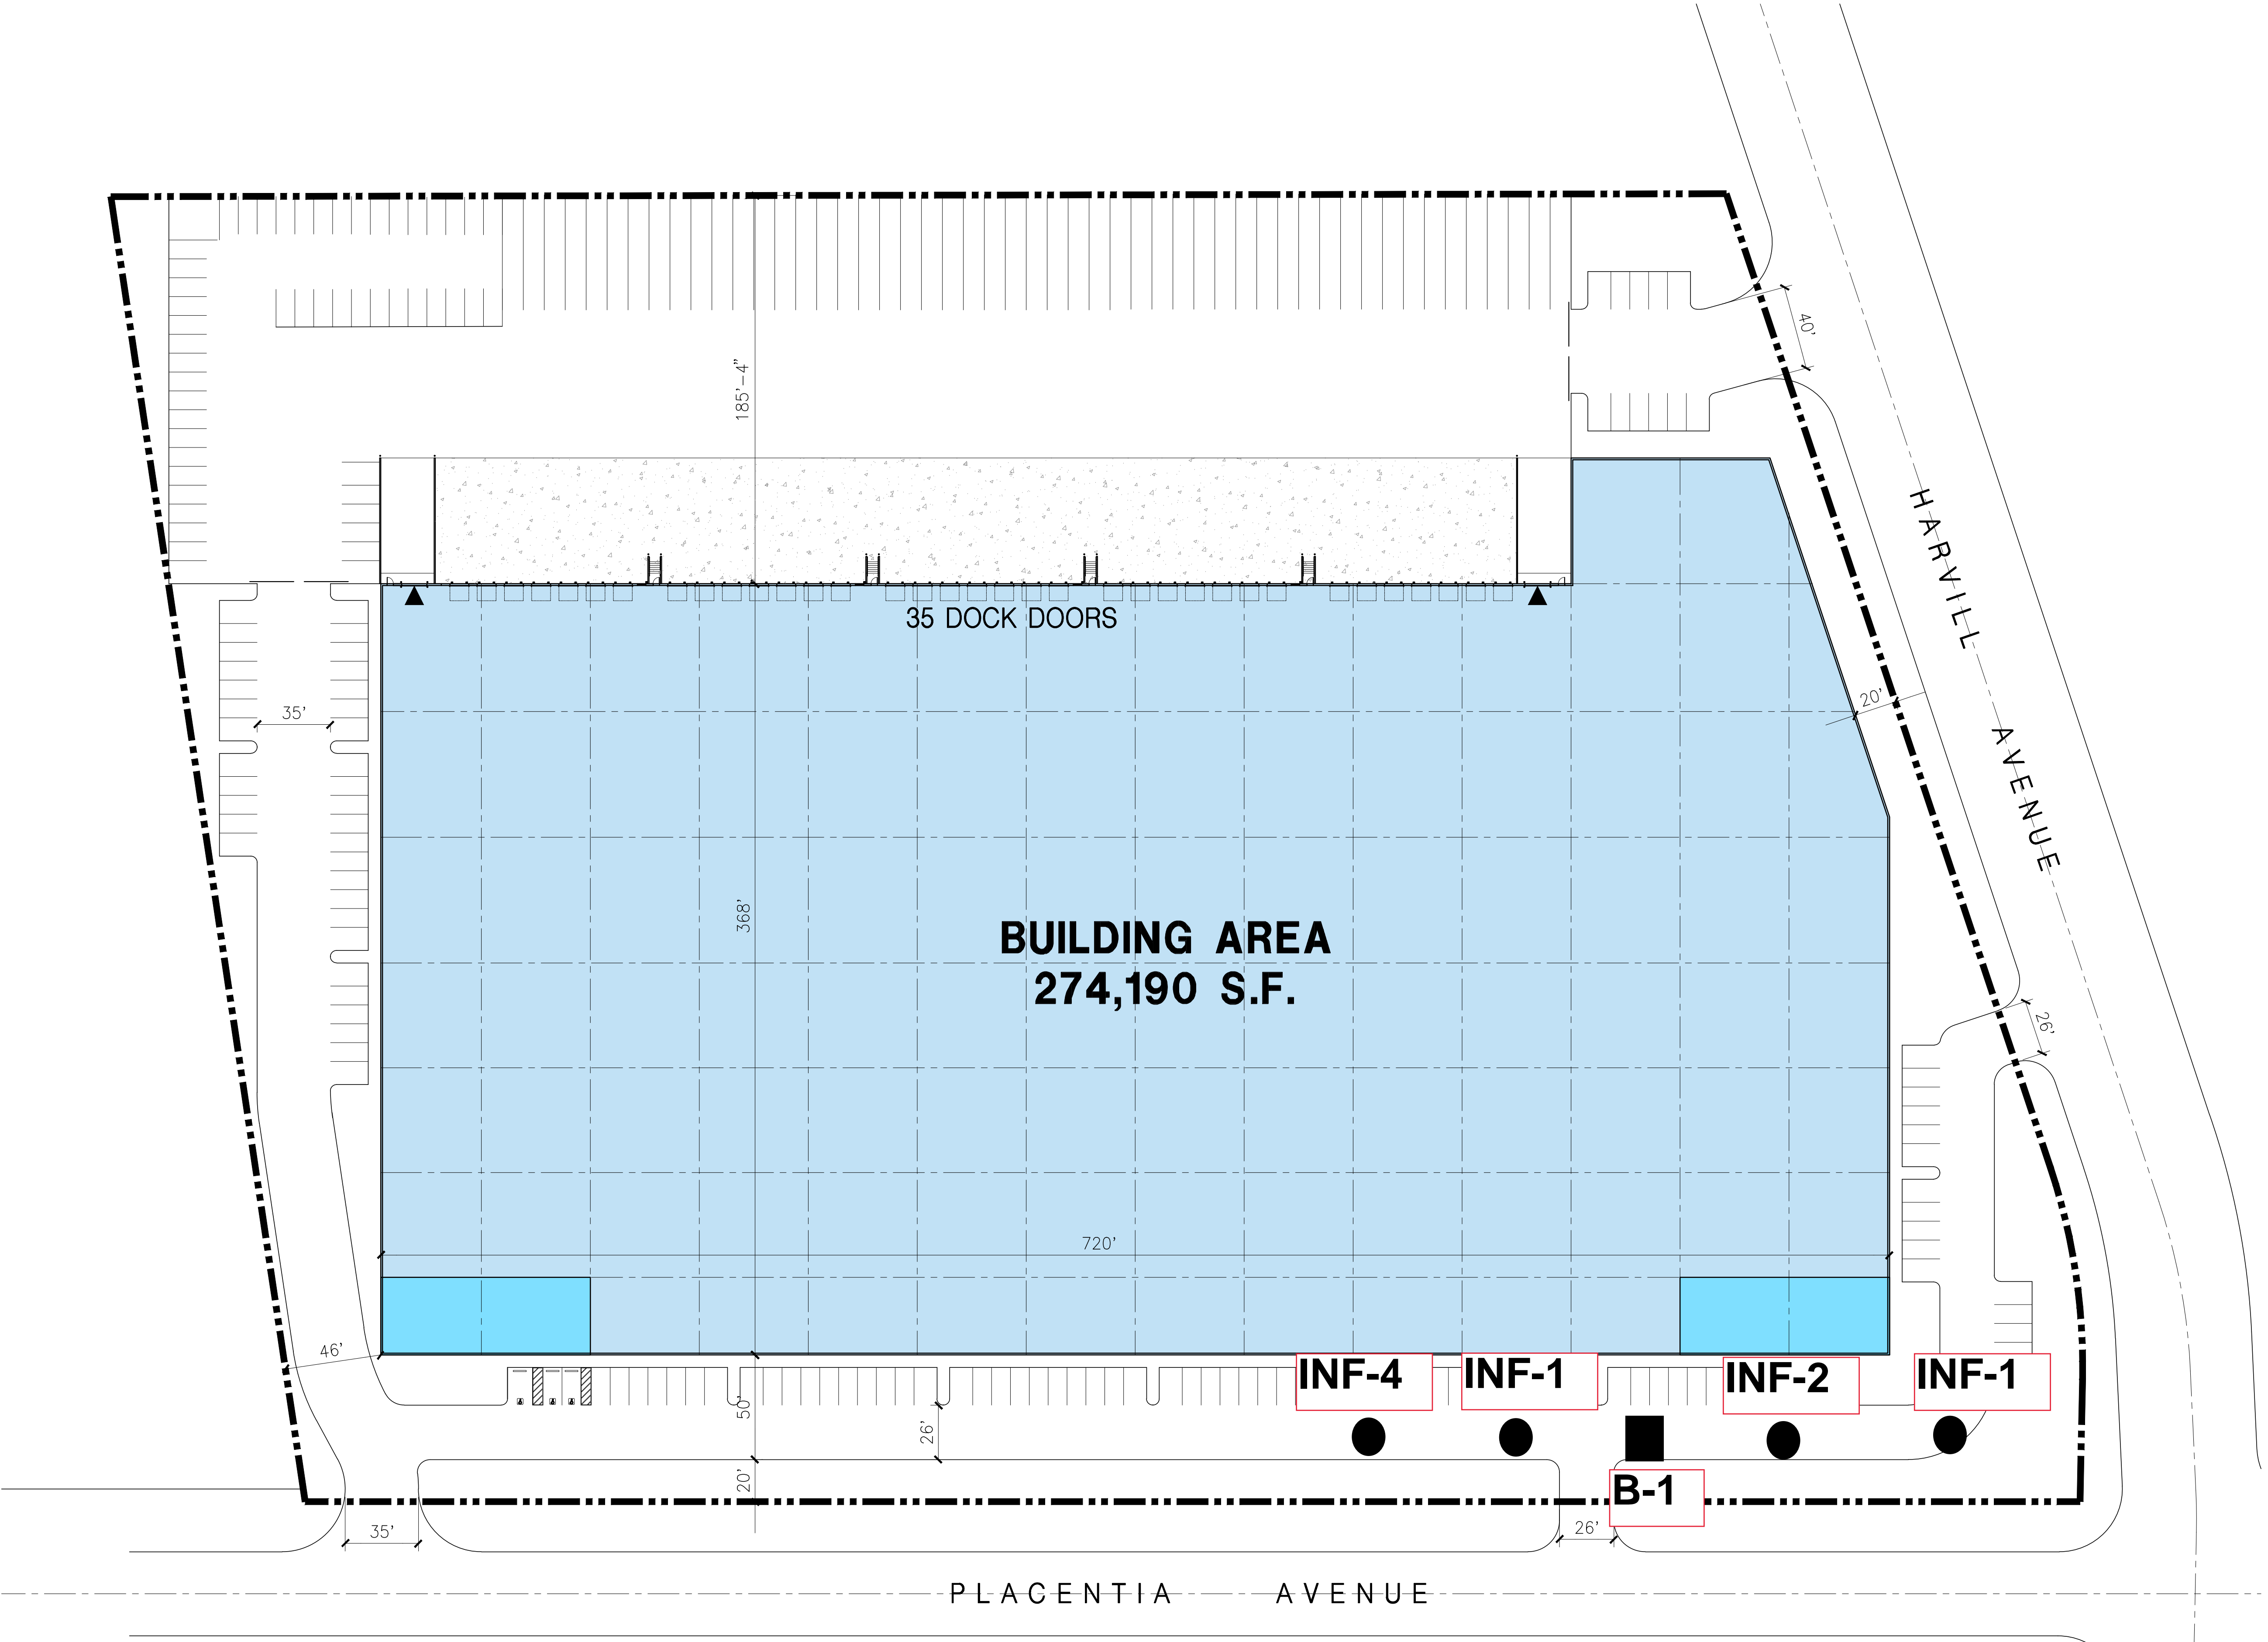 40'
185'-4"
HARVILL AVENUE
35 DOCK DOORS
35'
20'
368'
BUILDING AREA
274,190 S.F.
26'
720'
46'
INF-4
INF-1
INF-2
INF-1
50'
26'
20'
B-1
35'
26'
PLACENTIA AVENUE